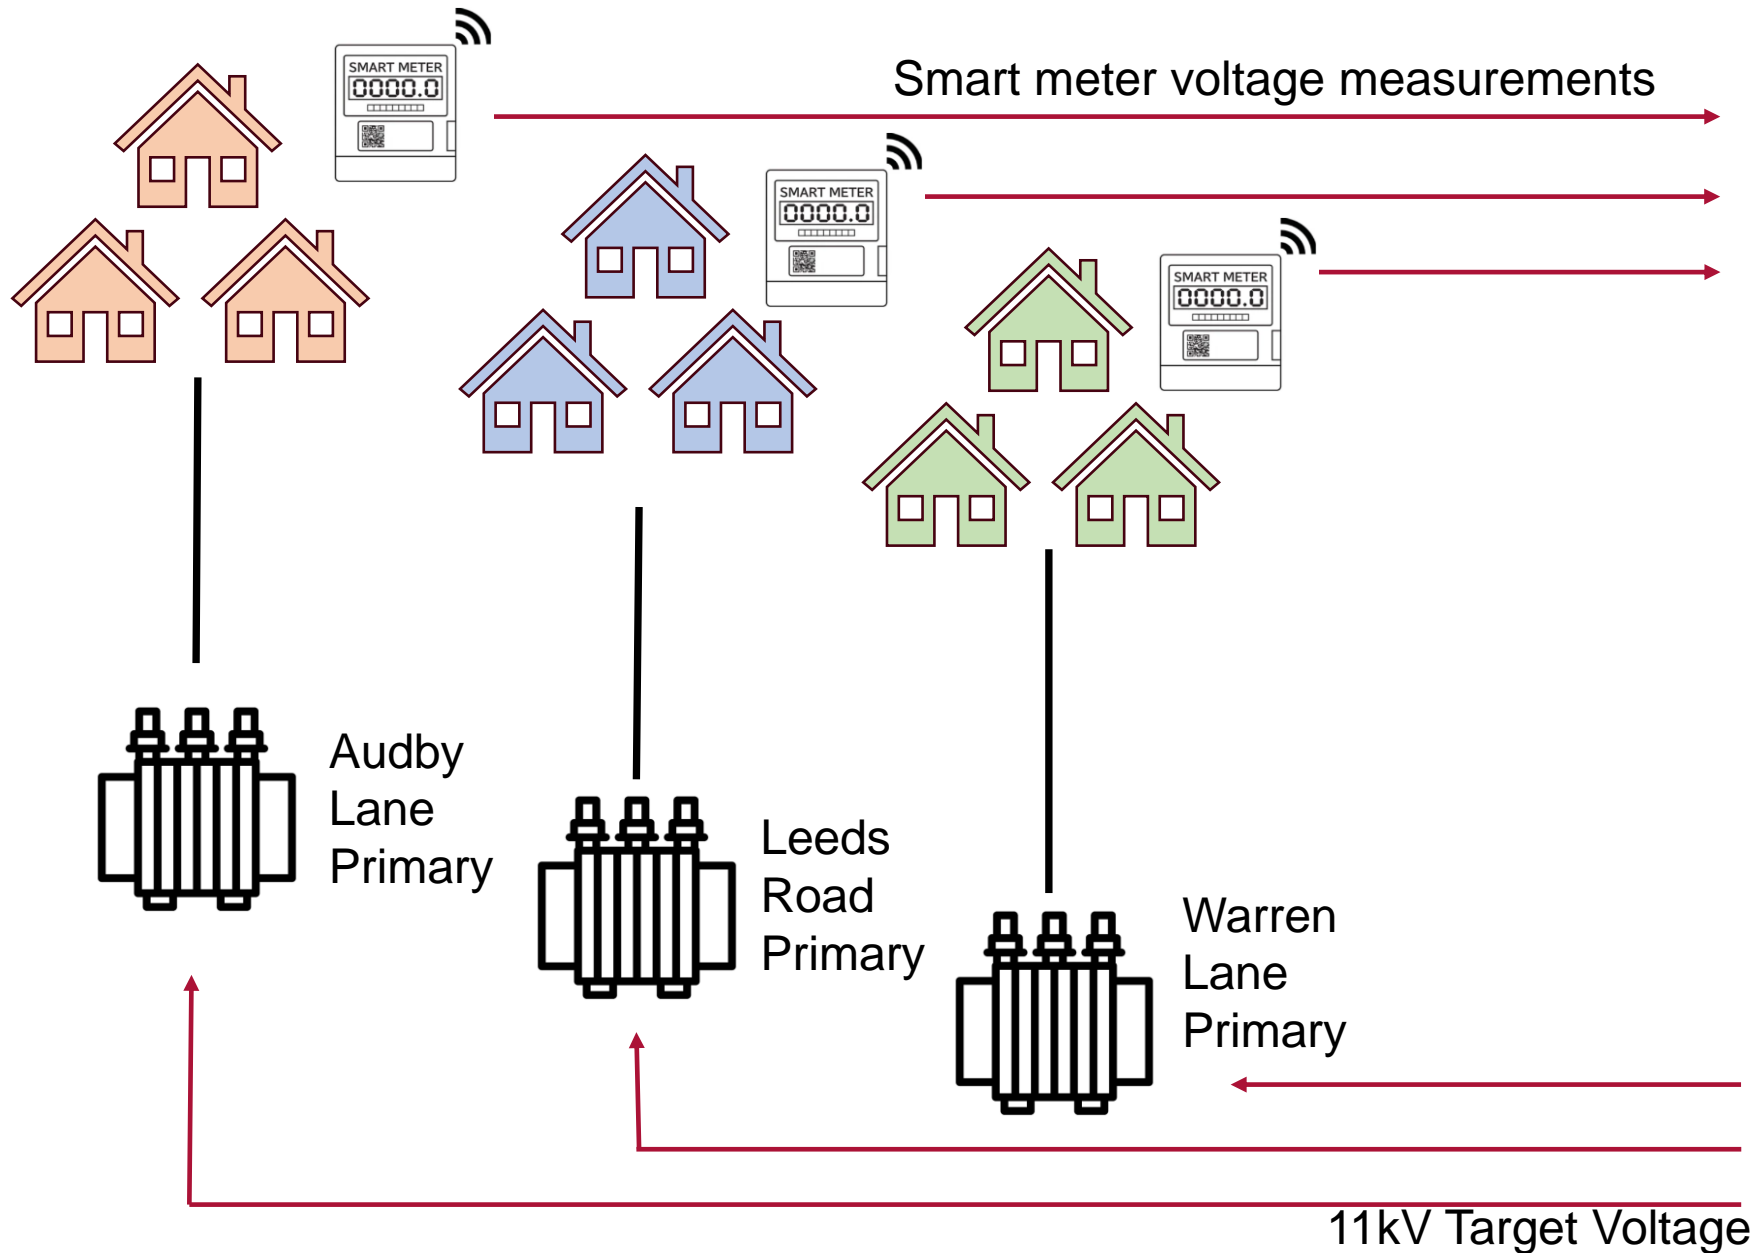 SMART METER
0000.0
Smart meter voltage measurements
SMART METER
0000.0
SMART METER
0000.0
Audby
Lane
Primary
Leeds
Road
Primary
Warren
Lane
Primary
11kV Target Voltage